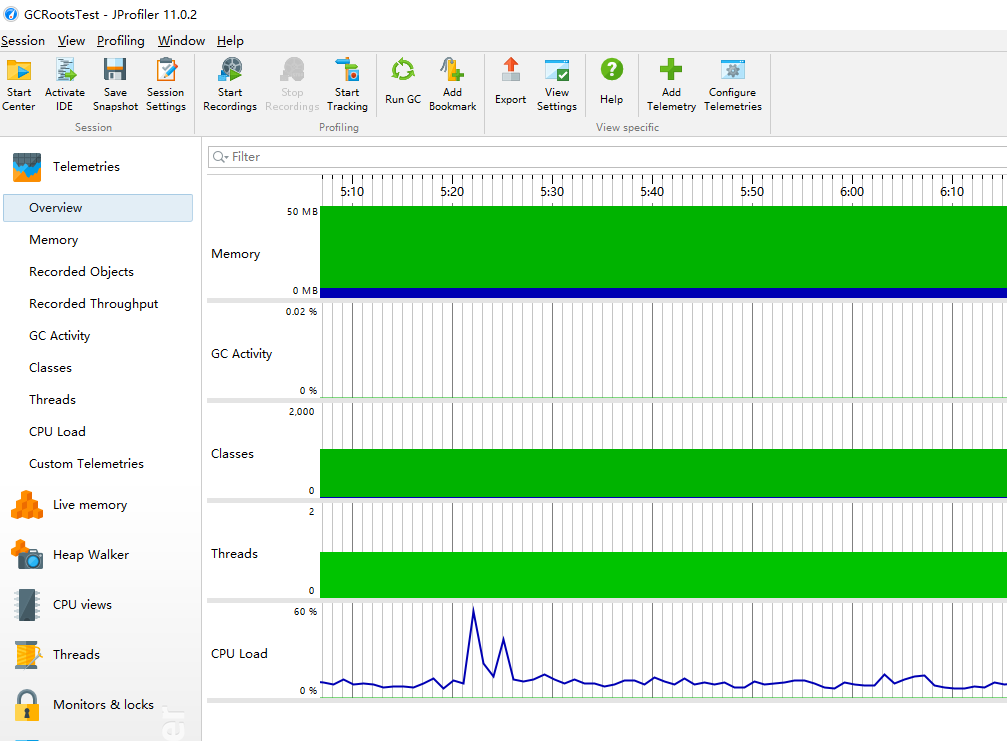 GCRootsTest - JProfiler 11.0.2
Session View Profiling Window Help
Start Center
Activate IDE
Save Snapshot
Session Settings
Start Recordings
Stop Recordings
Start Tracking
Run GC
Add Bookmark
Export
View Settings
Help
Add Telemetry
Configure Telemetries
Session
Profiling
View specific
Telemetries
Overview
Memory
Recorded Objects
Recorded Throughput
GC Activity
Classes
Threads
CPU Load
Custom Telemetries
Live memory
Heap Walker
CPU views
Threads
Monitors & locks
Filter
5:10 5:20 5:30 5:40 5:50 6:00 6:10
50 MB
Memory
0 MB
0.02 %
GC Activity
0 %
2,000
Classes
0
2
Threads
0
60 %
CPU Load
0 %